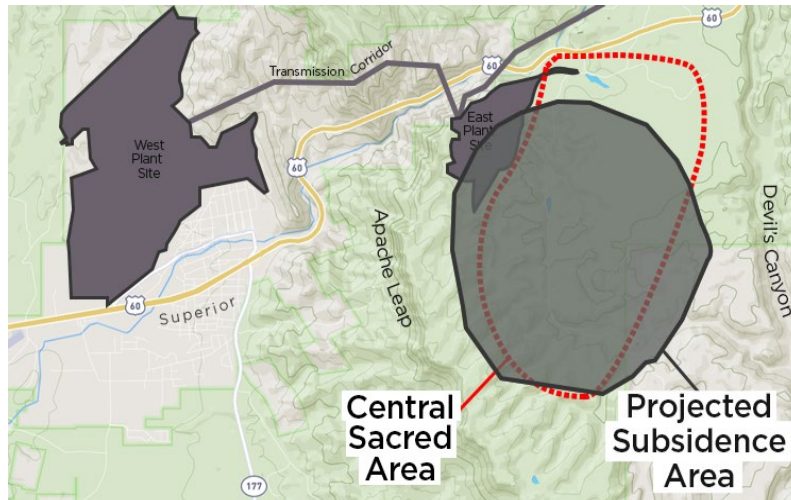 60
Transmission Corridor
60
East
Plant
Site
West
Plant
Site
60
Devil's Canyon
Apache Leap
60
Superior
Central
Sacred
Area
Projected
Subsidence
Area
177